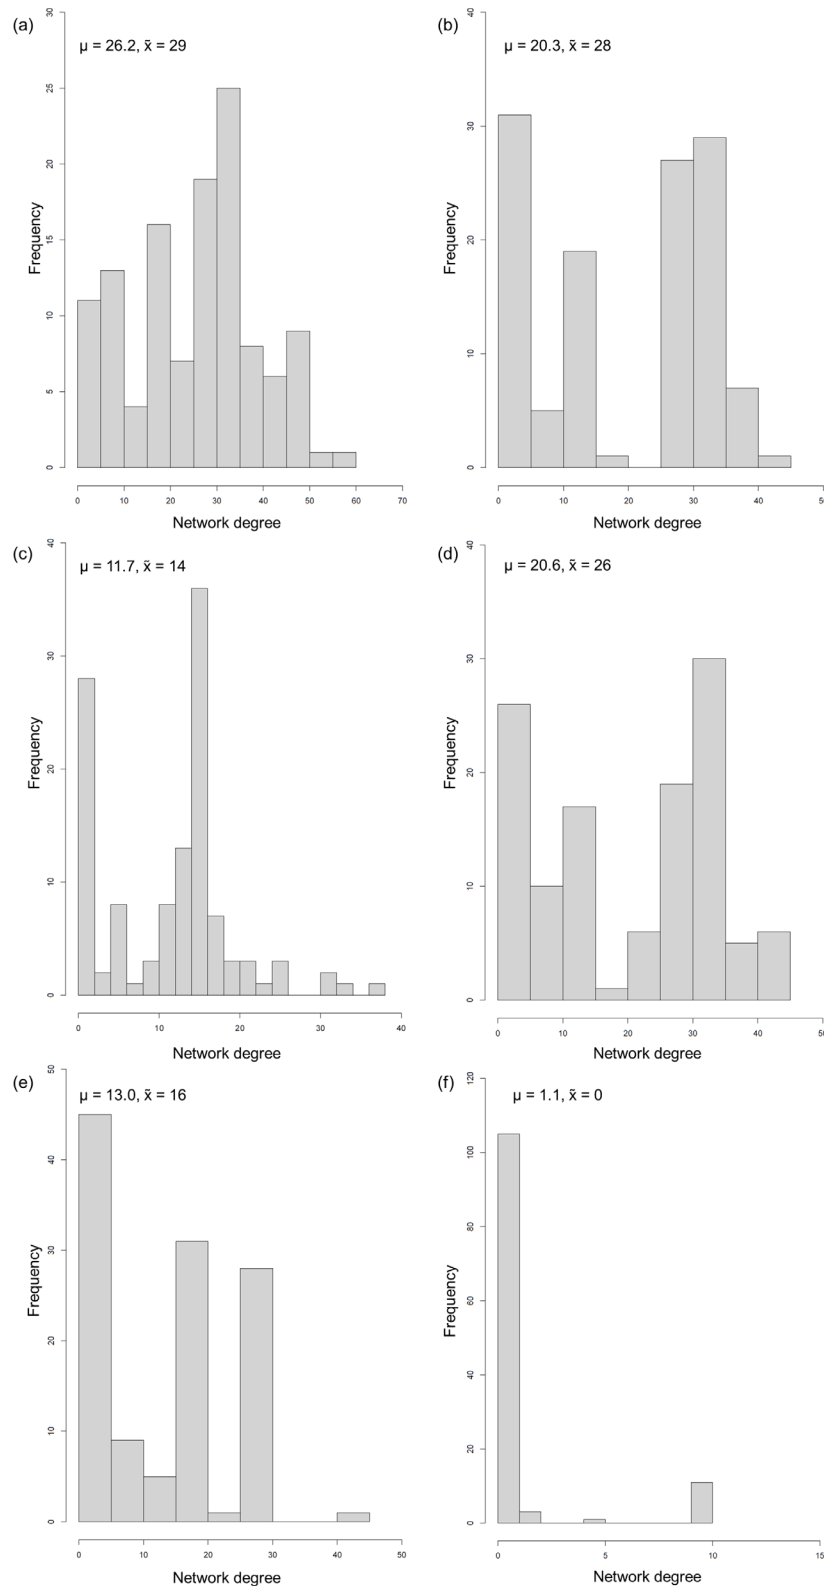 (a)
μ = 26.2, x̃ = 29
30
25
20
15
10
5
0
Frequency
0 10 20 30 40 50 60 70
Network degree
(b)
μ = 20.3, x̃ = 28
40
30
20
10
0
Frequency
0 10 20 30 40 50
Network degree
(c)
μ = 11.7, x̃ = 14
40
30
20
10
0
Frequency
0 10 20 30 40
Network degree
(d)
μ = 20.6, x̃ = 26
40
30
20
10
0
Frequency
0 10 20 30 40 50
Network degree
(e)
μ = 13.0, x̃ = 16
50
40
30
20
10
0
Frequency
0 10 20 30 40 50
Network degree
(f)
μ = 1.1, x̃ = 0
120
100
80
60
40
20
0
Frequency
0 5 10 15
Network degree